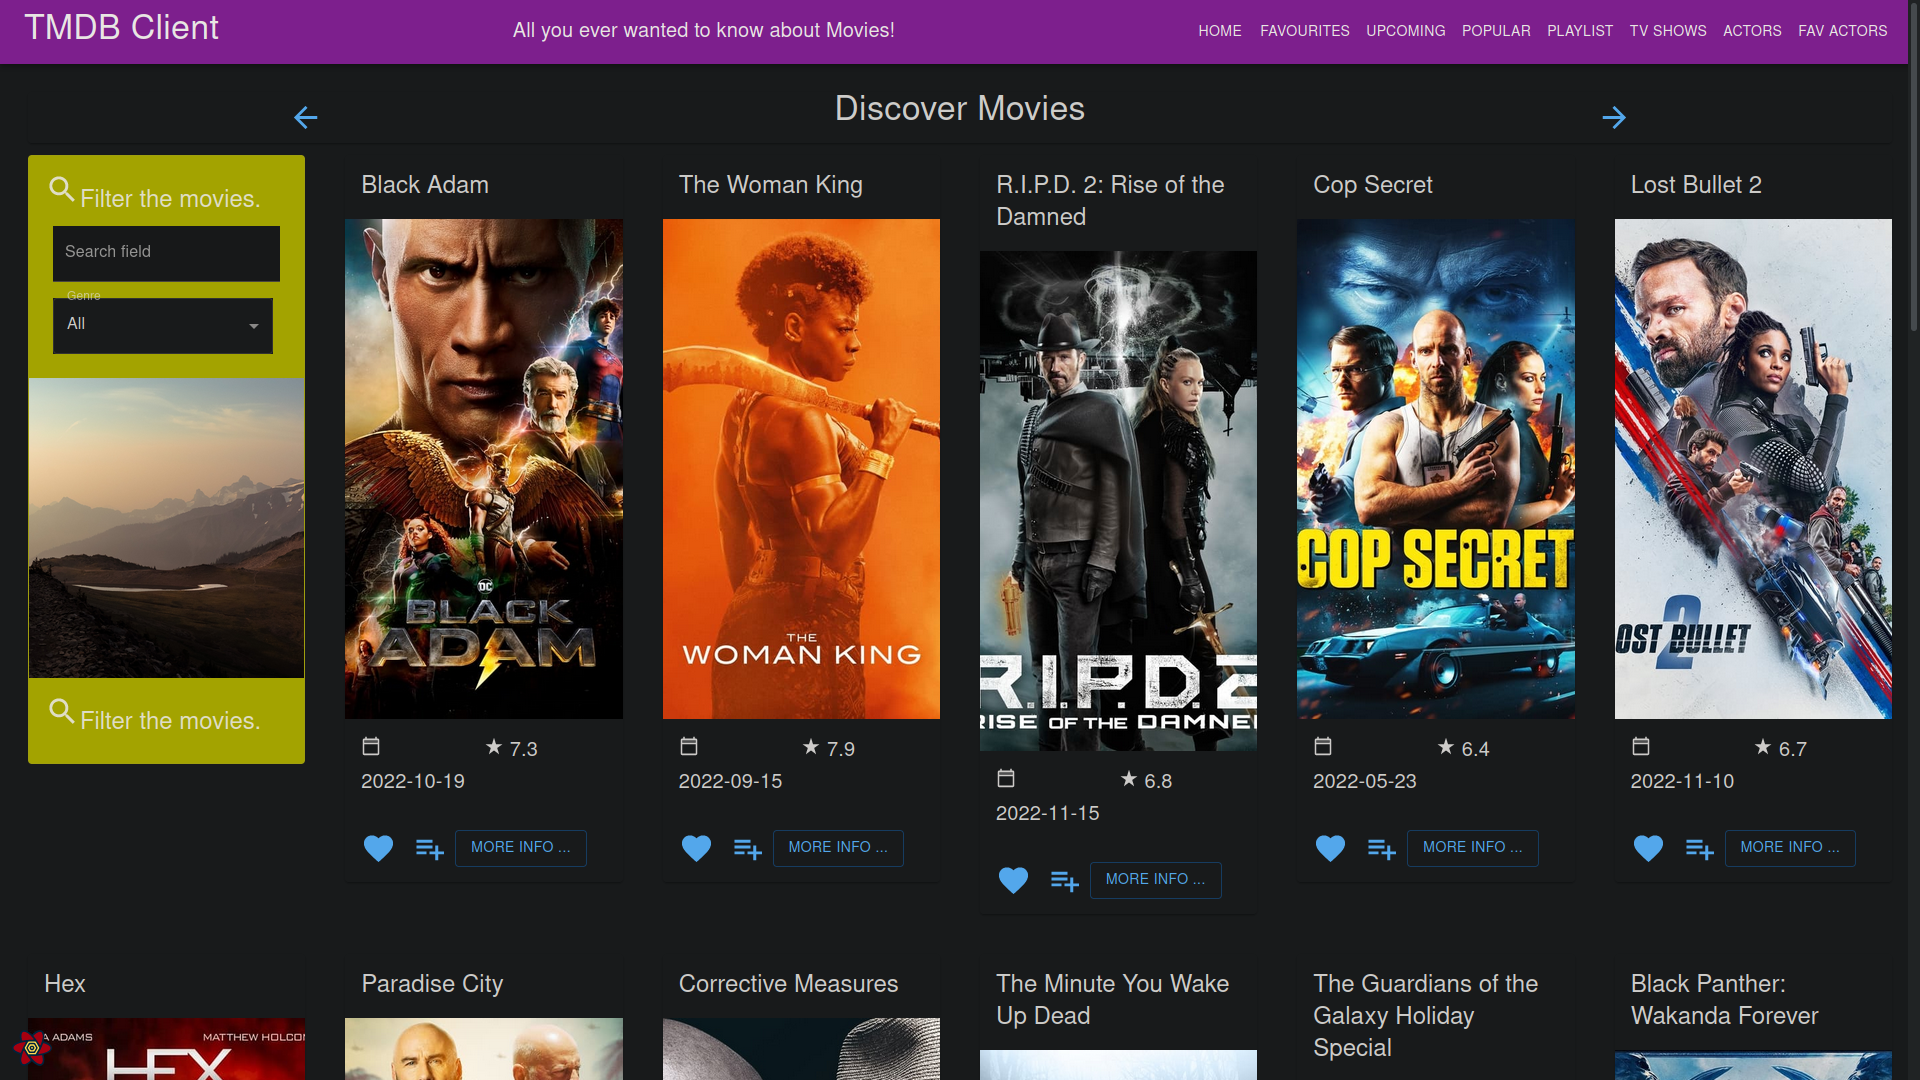 TMDB Client
All you ever wanted to know about Movies!
HOME FAVOURITES UPCOMING POPULAR PLAYLIST TV SHOWS ACTORS FAV ACTORS
Discover Movies
Filter the movies.
Search field
Genre
All
Filter the movies.
Black Adam
DC
BLACK
ADAM
7.3
2022-10-19
MORE INFO ...
The Woman King
THE
WOMAN KING
7.9
2022-09-15
MORE INFO ...
R.I.P.D. 2: Rise of the
Damned
R.I.P.D.2
RISE OF THE DAMNE
6.8
2022-11-15
MORE INFO ...
Cop Secret
COP SECRET
6.4
2022-05-23
MORE INFO ...
Lost Bullet 2
2
OST BULLET
6.7
2022-11-10
MORE INFO ...
Hex
A ADAMS
MATTHEW HOLCO
HEX
Paradise City
Corrective Measures
The Minute You Wake
Up Dead
The Guardians of the
Galaxy Holiday
Special
Black Panther:
Wakanda Forever